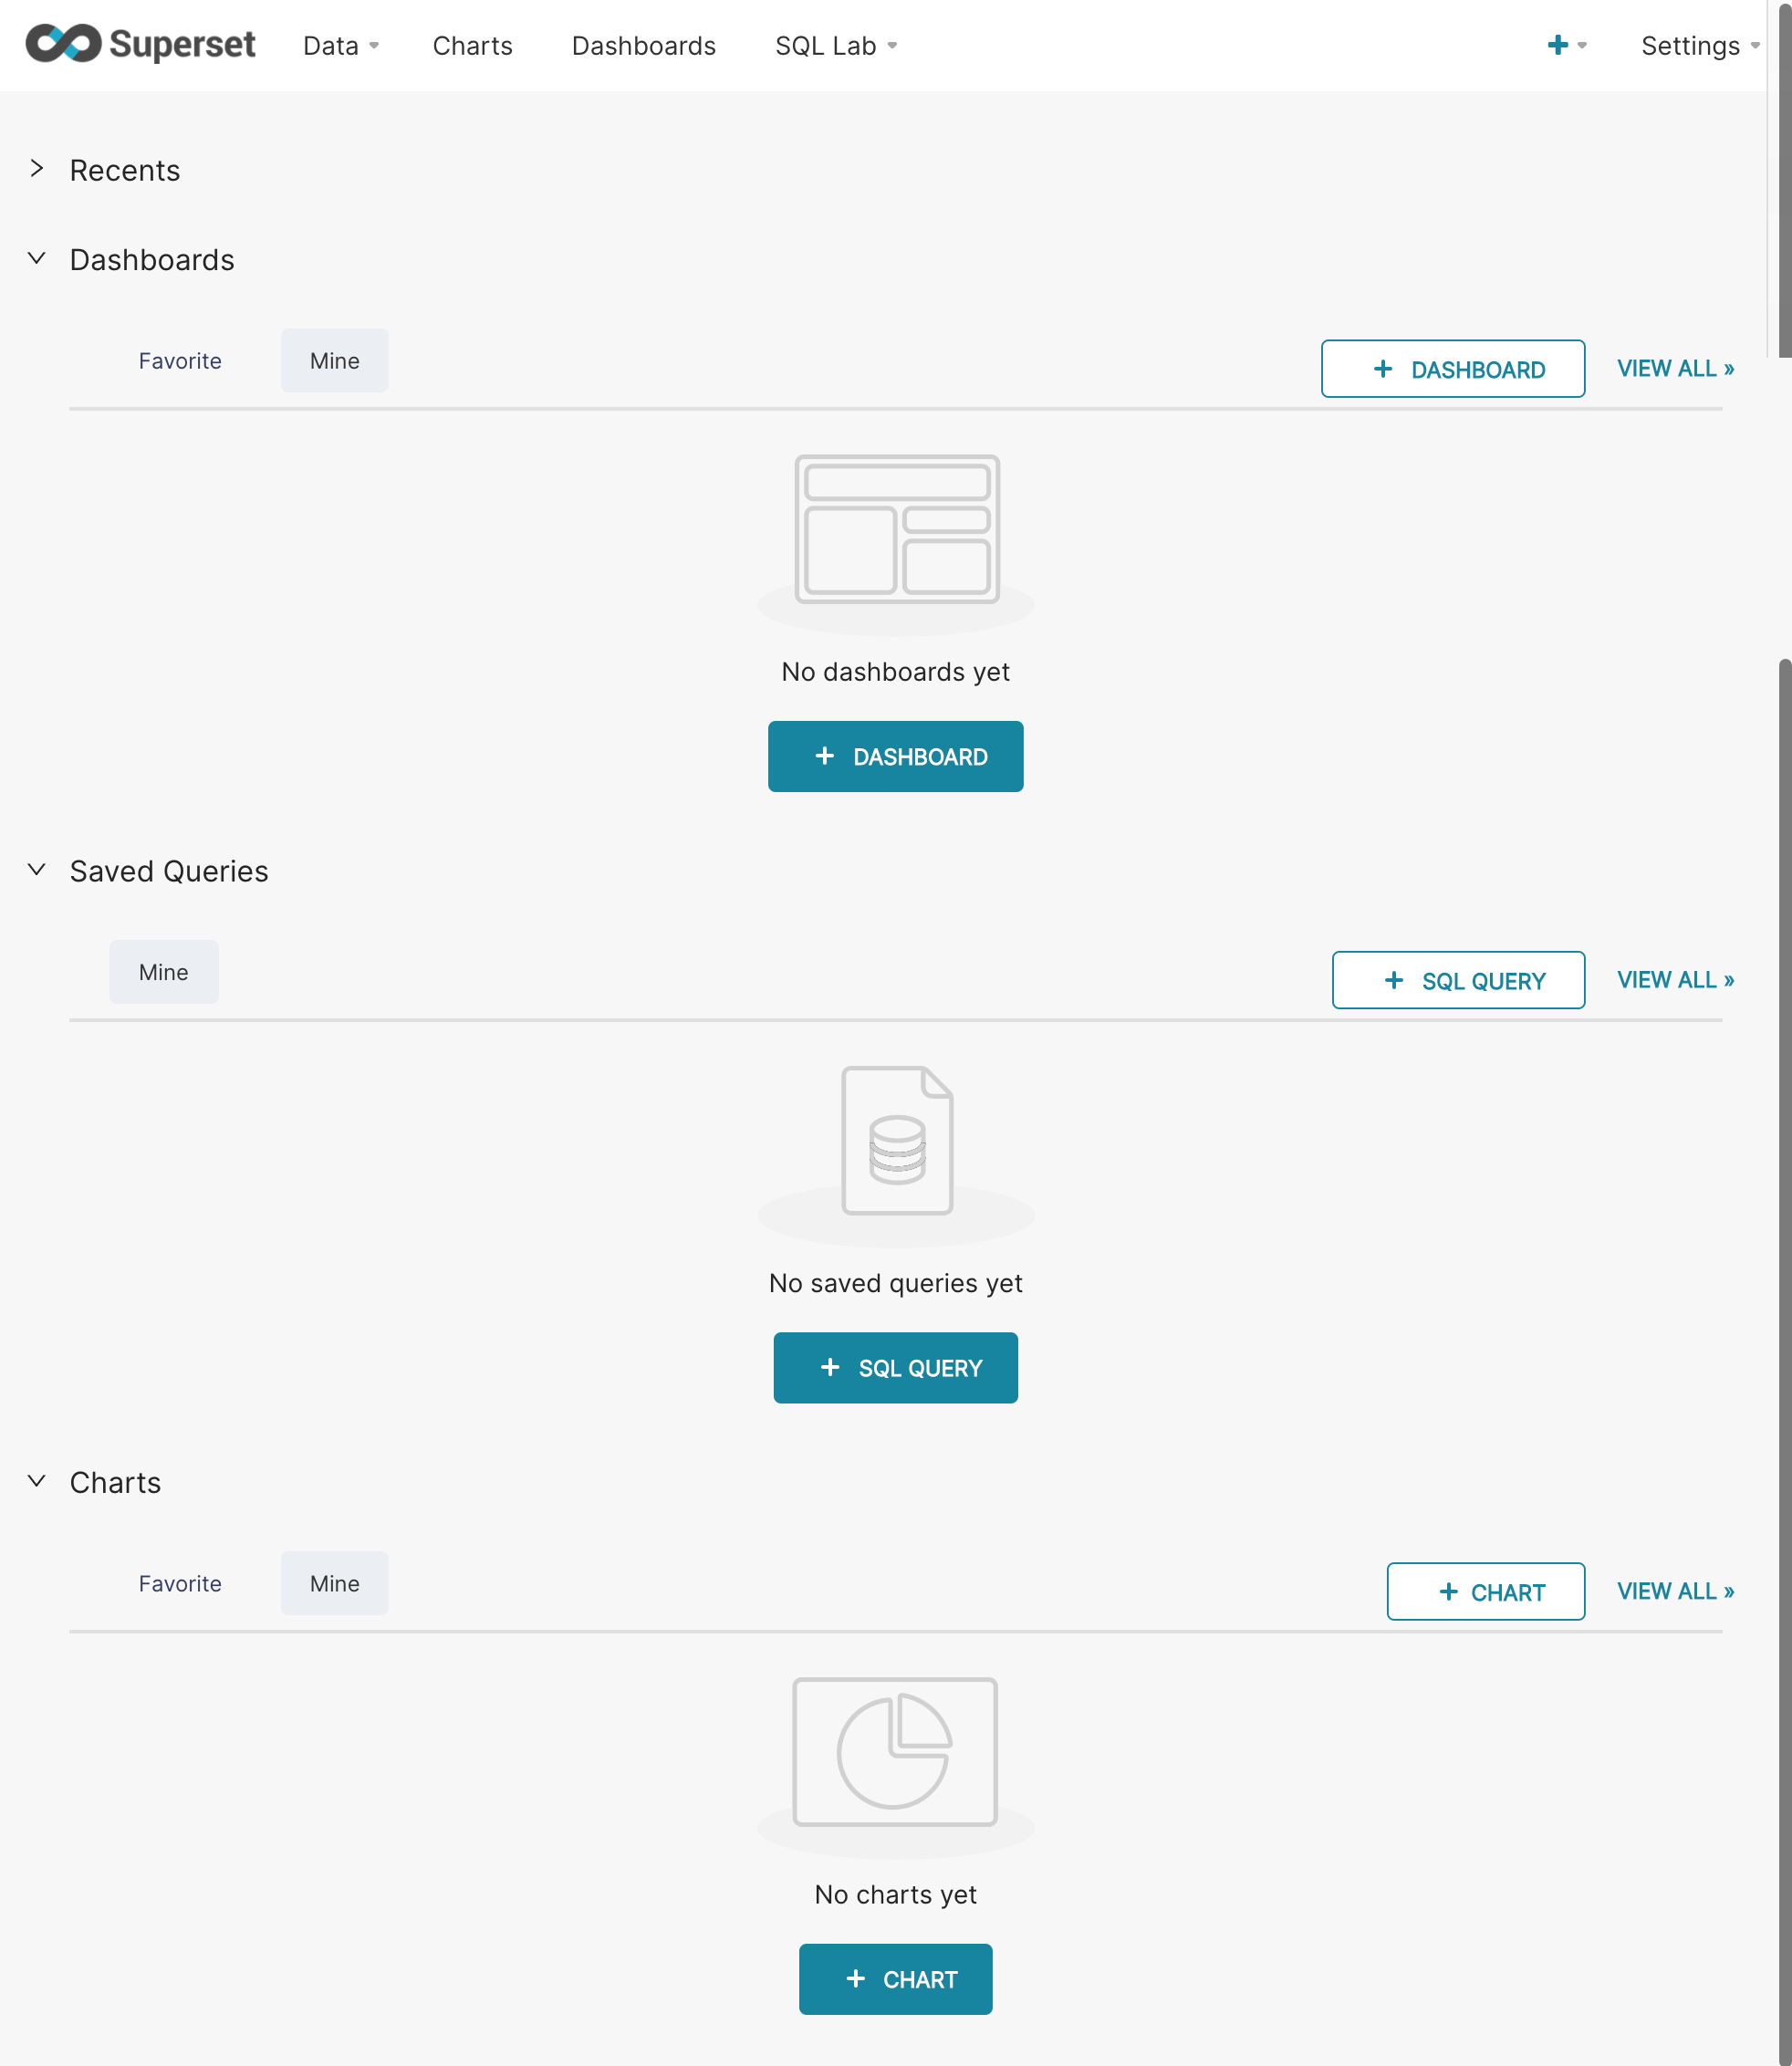 Superset Data Charts Dashboards SQL Lab + Settings
Recents
Dashboards
Favorite Mine + DASHBOARD VIEW ALL »
No dashboards yet
+ DASHBOARD
Saved Queries
Mine + SQL QUERY VIEW ALL »
No saved queries yet
+ SQL QUERY
Charts
Favorite Mine + CHART VIEW ALL »
No charts yet
+ CHART